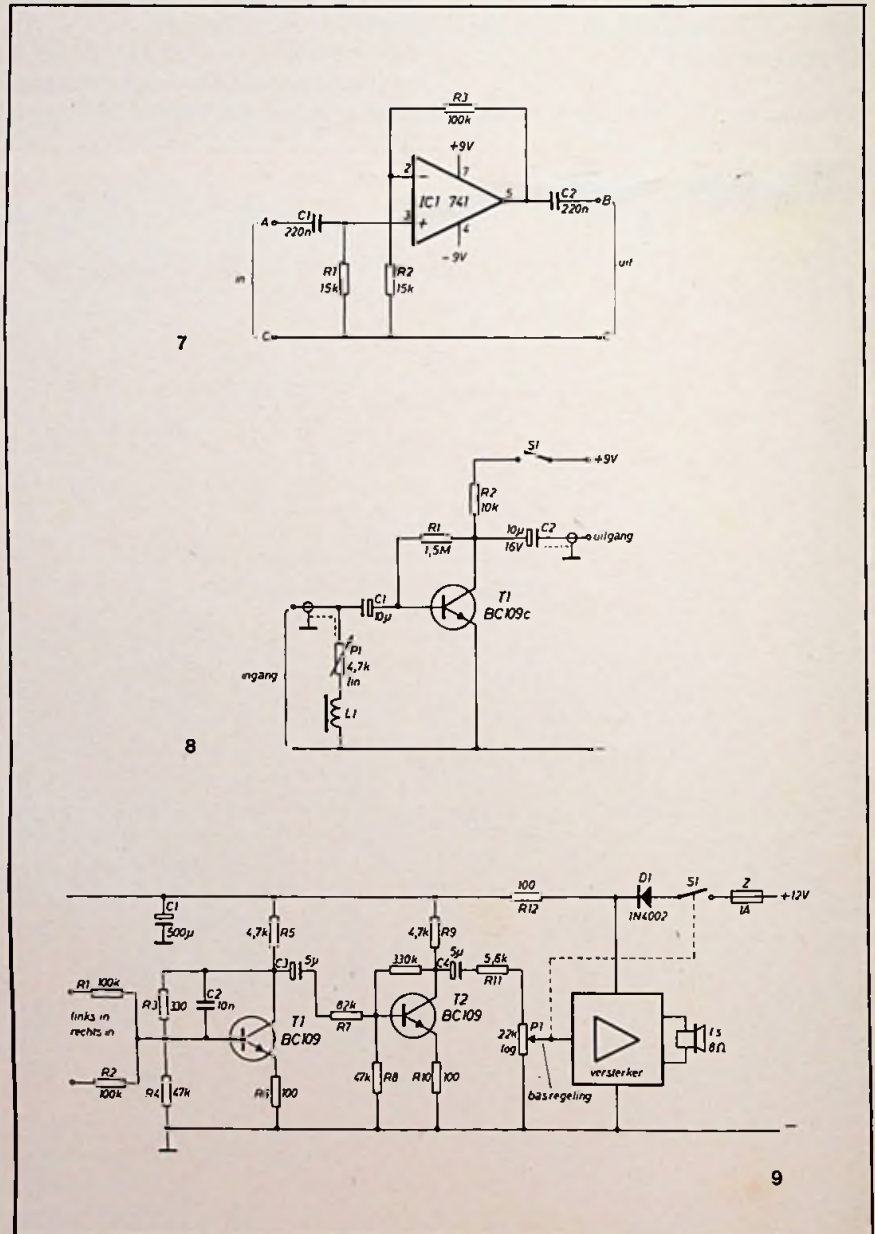 R3
100k
+9V
2
7
IC1 741
5
C2
220n
B
A
C1
220n
3
4
-9V
in
R1
15k
R2
15k
uit
C
C
7
S1
+9V
R2
10k
R1
1,5M
10µ
16V
C2
uitgang
C1
10µ
T1
BC109c
P1
4,7k
lin
ingang
L1
8
C1
500µ
100
R12
D1
1N4002
S1
Z
1A
+12V
4,7k
R5
4,7k
R9
C3
5µ
330k
C4
5µ
5,6k
R11
R1
100k
links in
rechts in
R3
330
C2
10n
T1
BC109
82k
R7
T2
BC109
22k
log
P1
versterker
Ls
8Ω
R2
100k
R4
47k
R6
100
47k
R8
R10
100
basregeling
9